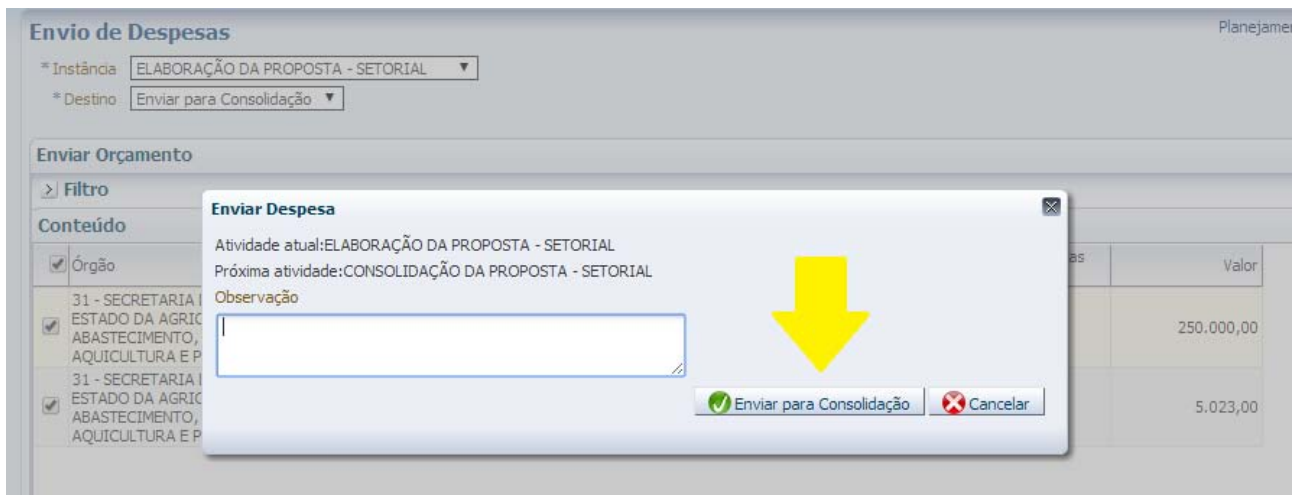 Envio de Despesas
Planejamen
* Instância ELABORAÇÃO DA PROPOSTA - SETORIAL
* Destino Enviar para Consolidação
Enviar Orçamento
Filtro
Conteúdo
Órgão
as
Valor
31 - SECRETARIA
ESTADO DA AGRIC
ABASTECIMENTO,
AQUICULTURA E P
250.000,00
31 - SECRETARIA
ESTADO DA AGRIC
ABASTECIMENTO,
AQUICULTURA E P
5.023,00
Enviar Despesa
Atividade atual:ELABORAÇÃO DA PROPOSTA - SETORIAL
Próxima atividade:CONSOLIDAÇÃO DA PROPOSTA - SETORIAL
Observação
Enviar para Consolidação
Cancelar